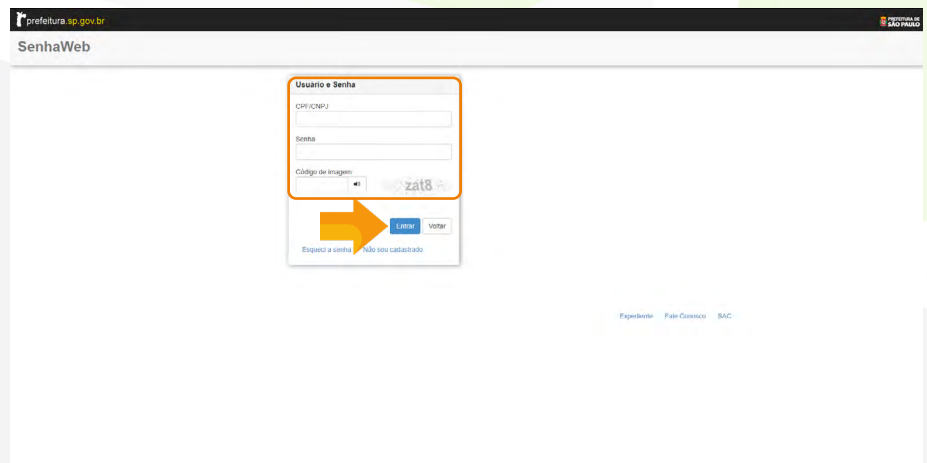 prefeitura.sp.gov.br
PREFEITURA DE
SÃO PAULO
SenhaWeb
Usuário e Senha
CPF/CNPJ
Senha
Código de imagem:
zat8
Entrar Voltar
Esqueci a senha Não sou cadastrado
Expediente Fale Conosco SAC